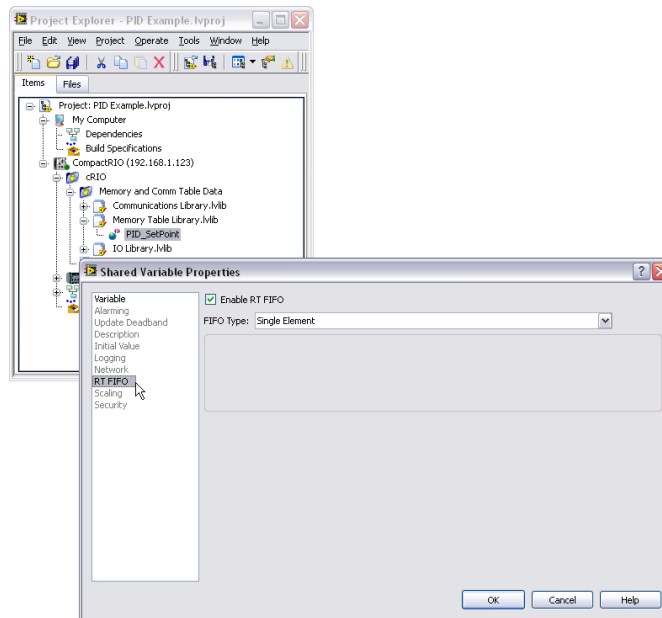 Project Explorer - PID Example.lvproj
File Edit View Project Operate Tools Window Help
Items Files
Project: PID Example.lvproj
My Computer
Dependencies
Build Specifications
CompactRIO (192.168.1.123)
cRIO
Memory and Comm Table Data
Communications Library.lvlib
Memory Table Library.lvlib
PID_SetPoint
IO Library.lvlib
Shared Variable Properties
Variable
Alarming
Update Deadband
Description
Initial Value
Logging
Network
RT FIFO
Scaling
Security
Enable RT FIFO
FIFO Type: Single Element
OK Cancel Help